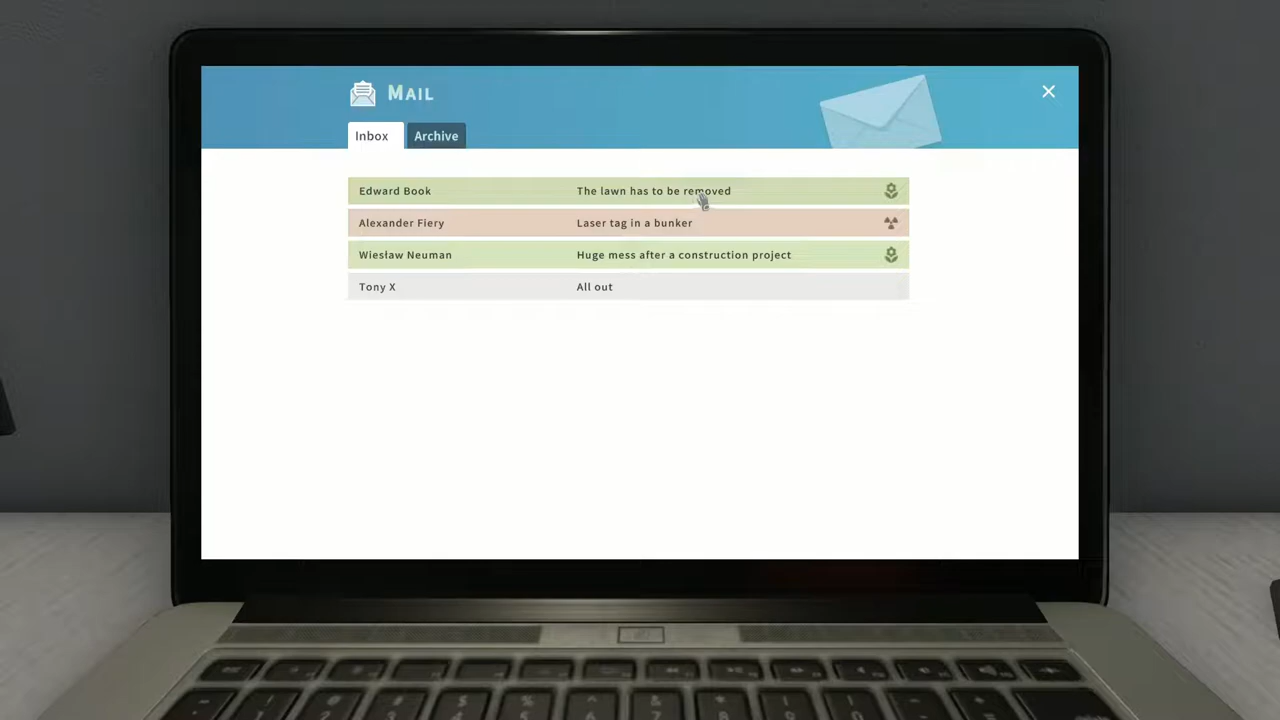 MAIL
Inbox Archive
Edward Book The lawn has to be removed
Alexander Fiery Laser tag in a bunker
Wiesław Neuman Huge mess after a construction project
Tony X All out